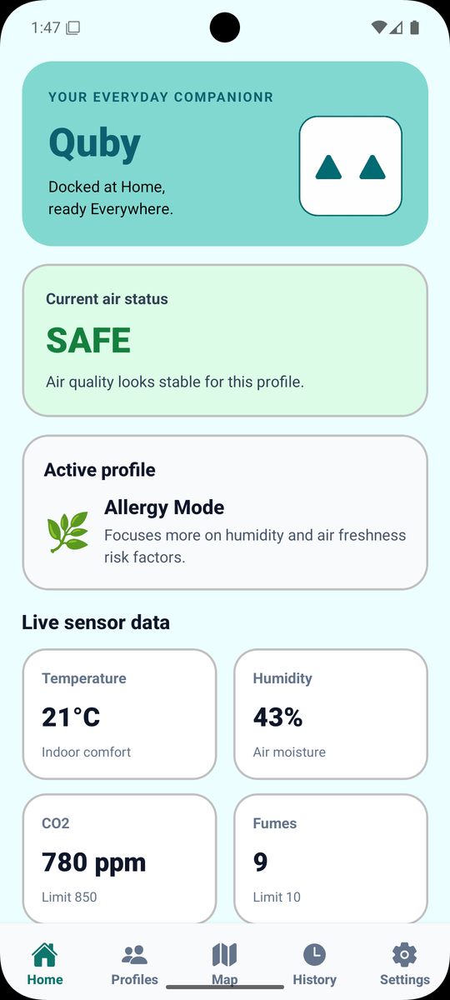 1:47
YOUR EVERYDAY COMPANIONR
Quby
Docked at Home,
ready Everywhere.
Current air status
SAFE
Air quality looks stable for this profile.
Active profile
Allergy Mode
Focuses more on humidity and air freshness
risk factors.
Live sensor data
Temperature
21°C
Indoor comfort
Humidity
43%
Air moisture
CO2
780 ppm
Limit 850
Fumes
9
Limit 10
Home
Profiles
Map
History
Settings